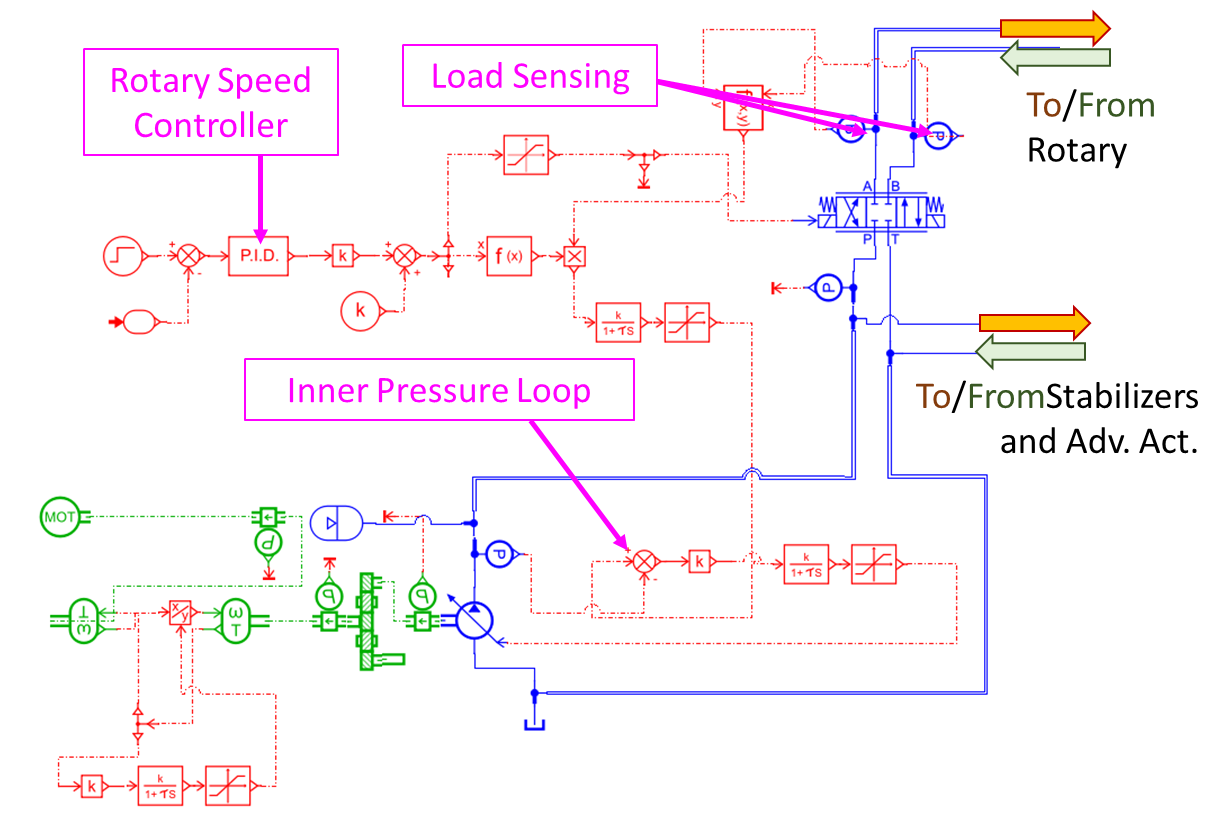 Rotary Speed
Controller
Load Sensing
To/From
Rotary
f(x,y)
y
P
P
A B
P T
+
-
P.I.D.
k
+
+
x
f (x)
k
P
k
1+ τs
Inner Pressure Loop
To/FromStabilizers
and Adv. Act.
MOT
P
P
+
-
k
k
1+ τs
P
P
T
ω
x/y
ω
T
k
k
1+ τs